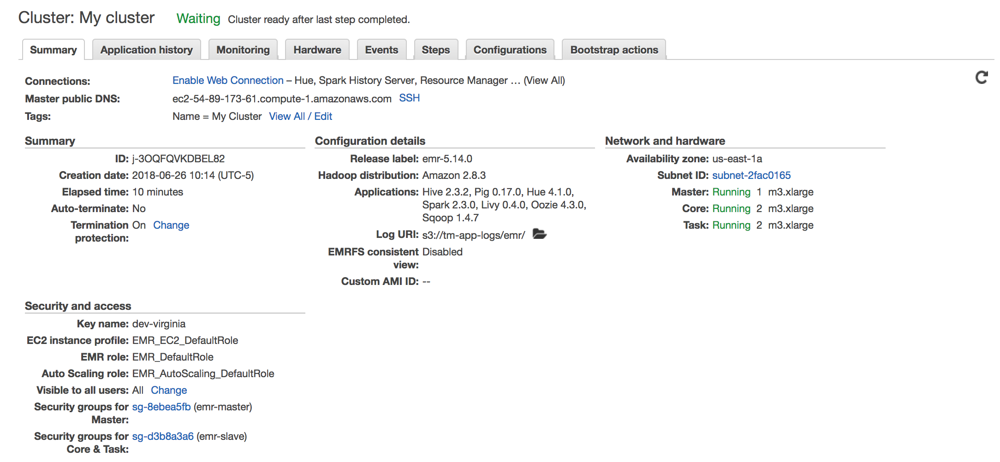 Cluster: My cluster Waiting Cluster ready after last step completed.
Summary Application history Monitoring Hardware Events Steps Configurations Bootstrap actions
Connections: Enable Web Connection – Hue, Spark History Server, Resource Manager … (View All)
Master public DNS: ec2-54-89-173-61.compute-1.amazonaws.com SSH
Tags: Name = My Cluster View All / Edit
Summary
ID: j-3OQFQVKDBEL82
Creation date: 2018-06-26 10:14 (UTC-5)
Elapsed time: 10 minutes
Auto-terminate: No
Termination On Change
protection:
Configuration details
Release label: emr-5.14.0
Hadoop distribution: Amazon 2.8.3
Applications: Hive 2.3.2, Pig 0.17.0, Hue 4.1.0,
Spark 2.3.0, Livy 0.4.0, Oozie 4.3.0,
Sqoop 1.4.7
Log URI: s3://tm-app-logs/emr/
EMRFS consistent Disabled
view:
Custom AMI ID: --
Network and hardware
Availability zone: us-east-1a
Subnet ID: subnet-2fac0165
Master: Running 1 m3.xlarge
Core: Running 2 m3.xlarge
Task: Running 2 m3.xlarge
Security and access
Key name: dev-virginia
EC2 instance profile: EMR_EC2_DefaultRole
EMR role: EMR_DefaultRole
Auto Scaling role: EMR_AutoScaling_DefaultRole
Visible to all users: All Change
Security groups for sg-8ebea5fb (emr-master)
Master:
Security groups for sg-d3b8a3a6 (emr-slave)
Core & Task: